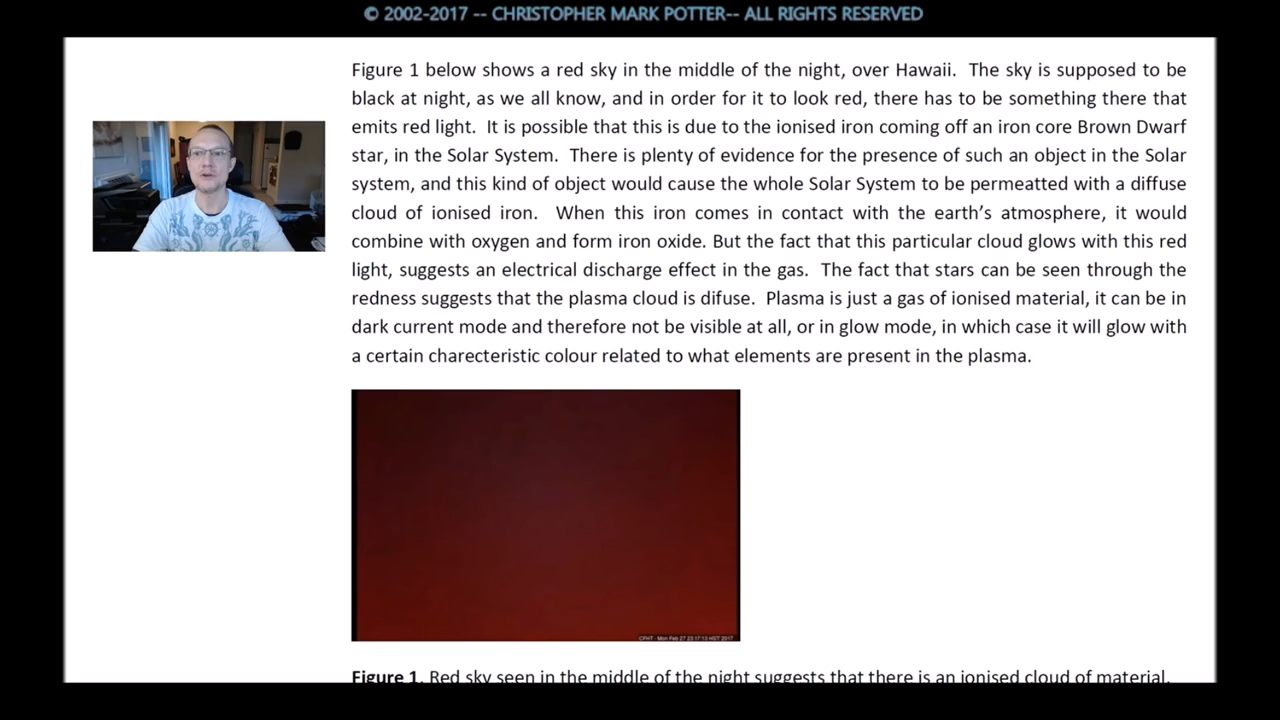 © 2002-2017 -- CHRISTOPHER MARK POTTER-- ALL RIGHTS RESERVED
Figure 1 below shows a red sky in the middle of the night, over Hawaii. The sky is supposed to be
black at night, as we all know, and in order for it to look red, there has to be something there that
emits red light. It is possible that this is due to the ionised iron coming off an iron core Brown Dwarf
star, in the Solar System. There is plenty of evidence for the presence of such an object in the Solar
system, and this kind of object would cause the whole Solar System to be permeatted with a diffuse
cloud of ionised iron. When this iron comes in contact with the earth’s atmosphere, it would
combine with oxygen and form iron oxide. But the fact that this particular cloud glows with this red
light, suggests an electrical discharge effect in the gas. The fact that stars can be seen through the
redness suggests that the plasma cloud is difuse. Plasma is just a gas of ionised material, it can be in
dark current mode and therefore not be visible at all, or in glow mode, in which case it will glow with
a certain charecteristic colour related to what elements are present in the plasma.
CFHT - Mon Feb 27 23:17:13 HST 2017
Figure 1. Red sky seen in the middle of the night suggests that there is an ionised cloud of material,